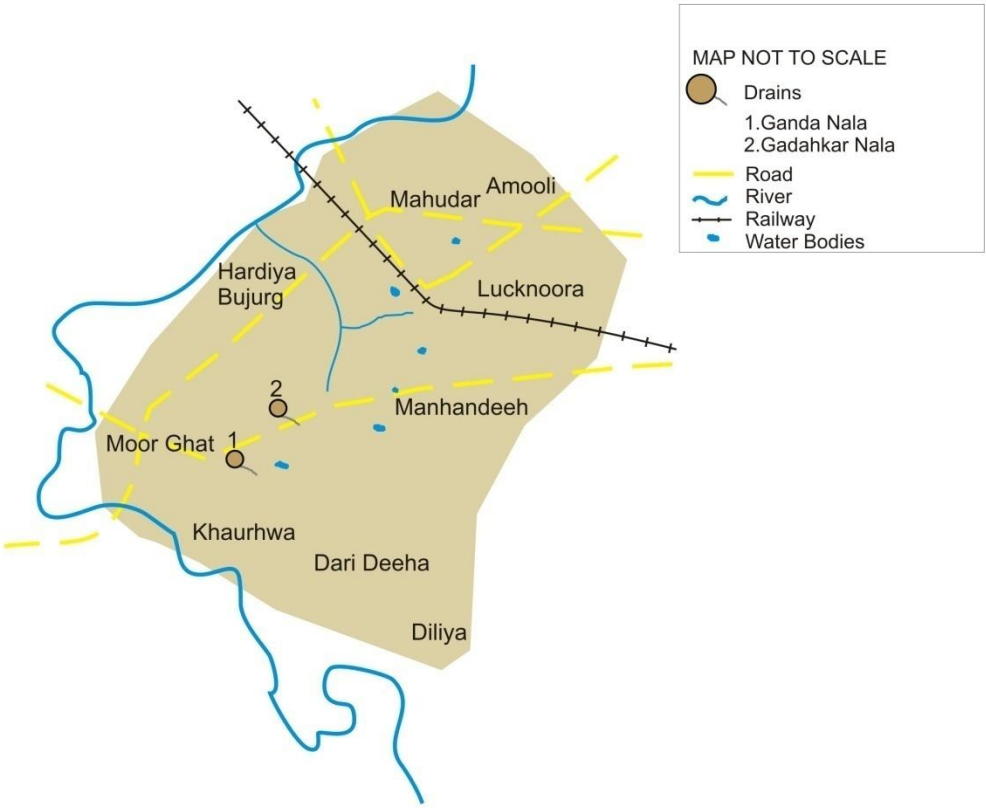 MAP NOT TO SCALE
Drains
1.Ganda Nala
2.Gadahkar Nala
Road
River
Railway
Water Bodies
Amooli
Mahudar
Hardiya
Bujurg
Lucknoora
2
Manhandeeh
Moor Ghat
1
Khaurhwa
Dari Deeha
Diliya